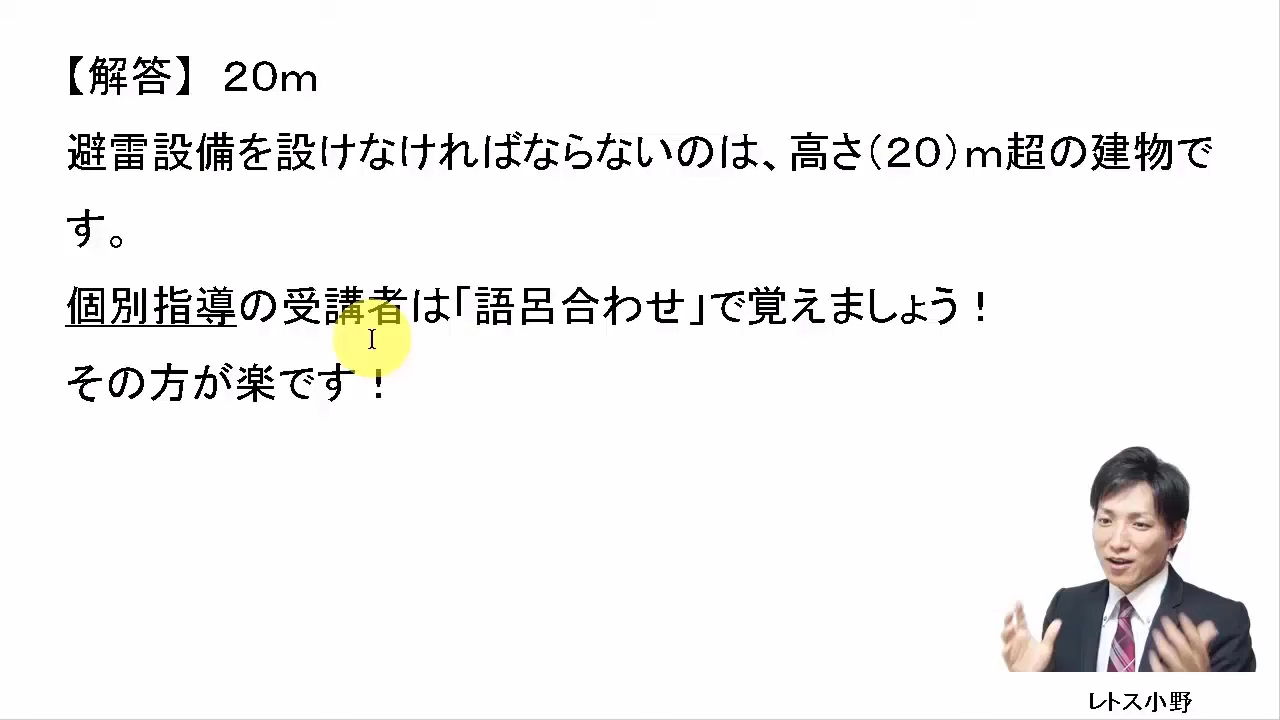 【解答】 20m
避雷設備を設けなければならないのは、高さ(20)m超の建物で
す。
個別指導の受講者は「語呂合わせ」で覚えましょう!
その方が楽です!
レトス小野